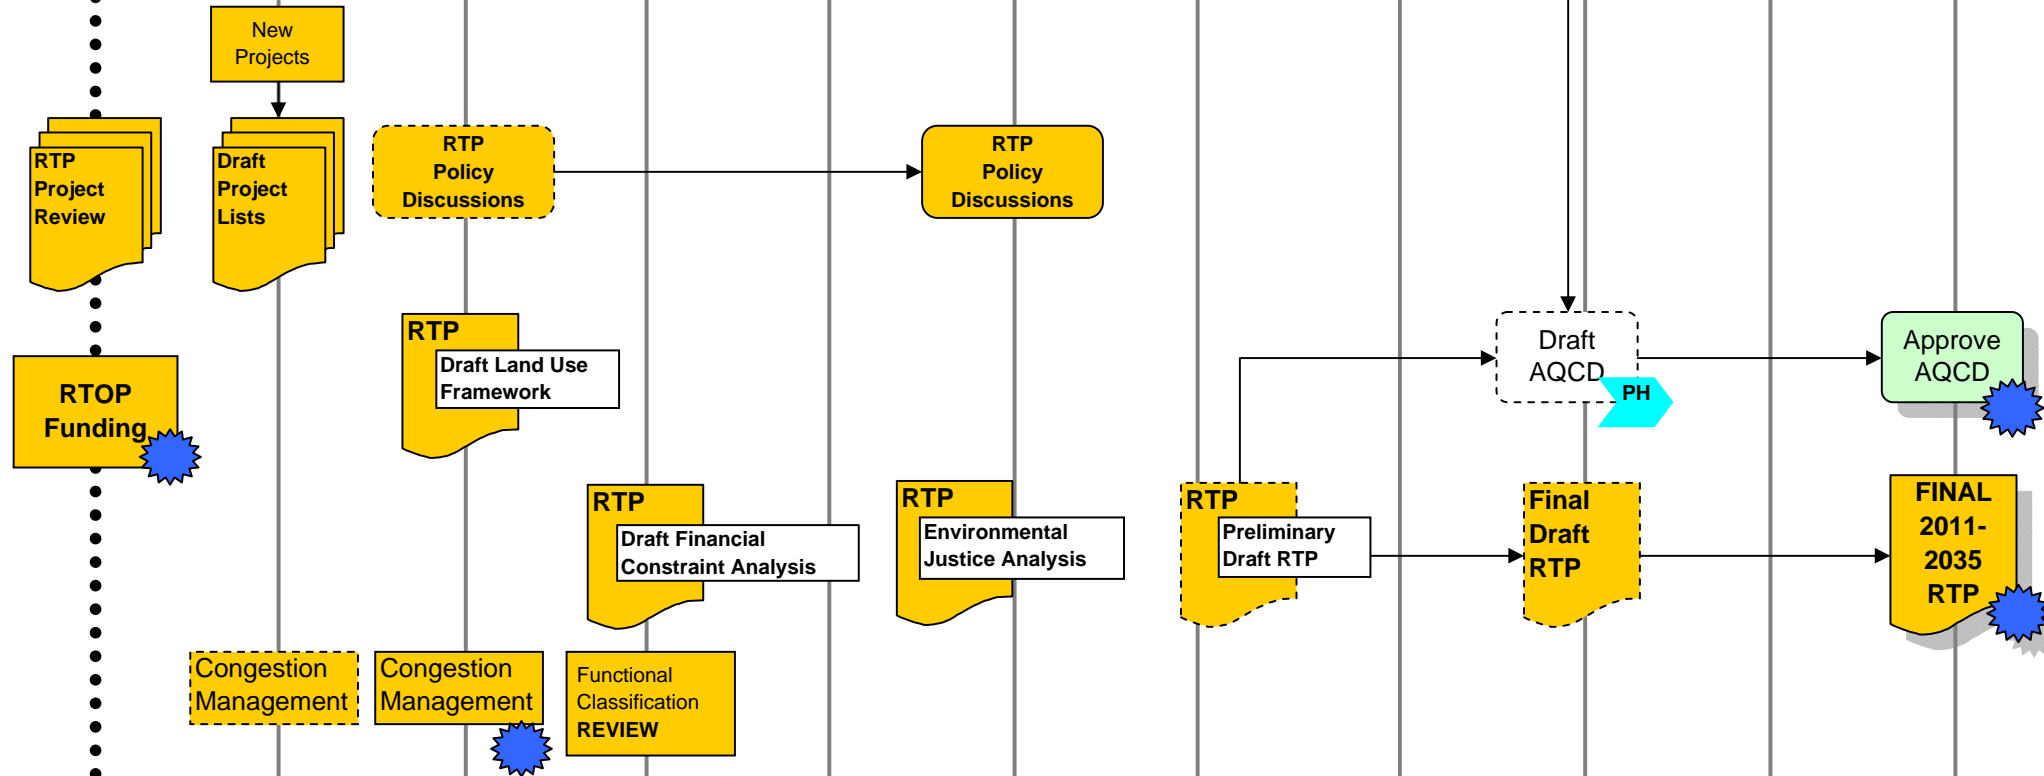 New
Projects
RTP
Project
Review
Draft
Project
Lists
RTP
Policy
Discussions
RTP
Policy
Discussions
RTP
Draft Land Use
Framework
RTOP
Funding
Draft
AQCD
PH
Approve
AQCD
RTP
Draft Financial
Constraint Analysis
RTP
Environmental
Justice Analysis
RTP
Preliminary
Draft RTP
Final
Draft
RTP
FINAL
2011-
2035
RTP
Congestion
Management
Congestion
Management
Functional
Classification
REVIEW